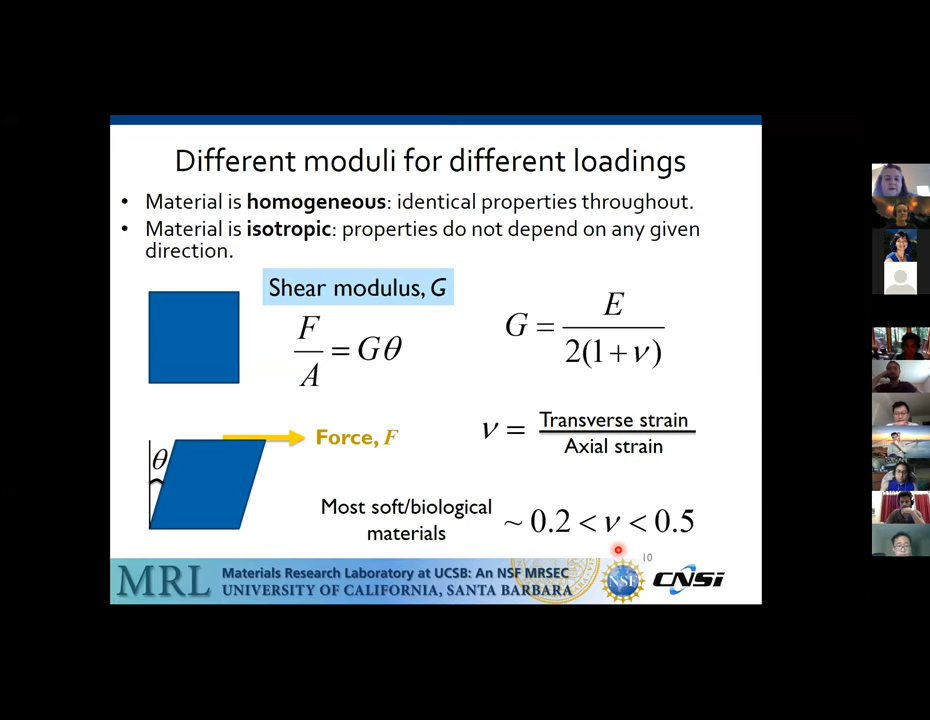 Different moduli for different loadings
• Material is homogeneous: identical properties throughout.
• Material is isotropic: properties do not depend on any given
direction.
Shear modulus, G
F/A = Gθ
G = E/2(1+ν)
Force, F
θ
ν = Transverse strain/Axial strain
Most soft/biological
materials
~ 0.2 < ν < 0.5
10
MRL
Materials Research Laboratory at UCSB: An NSF MRSEC
UNIVERSITY OF CALIFORNIA, SANTA BARBARA
NSF
CNSi